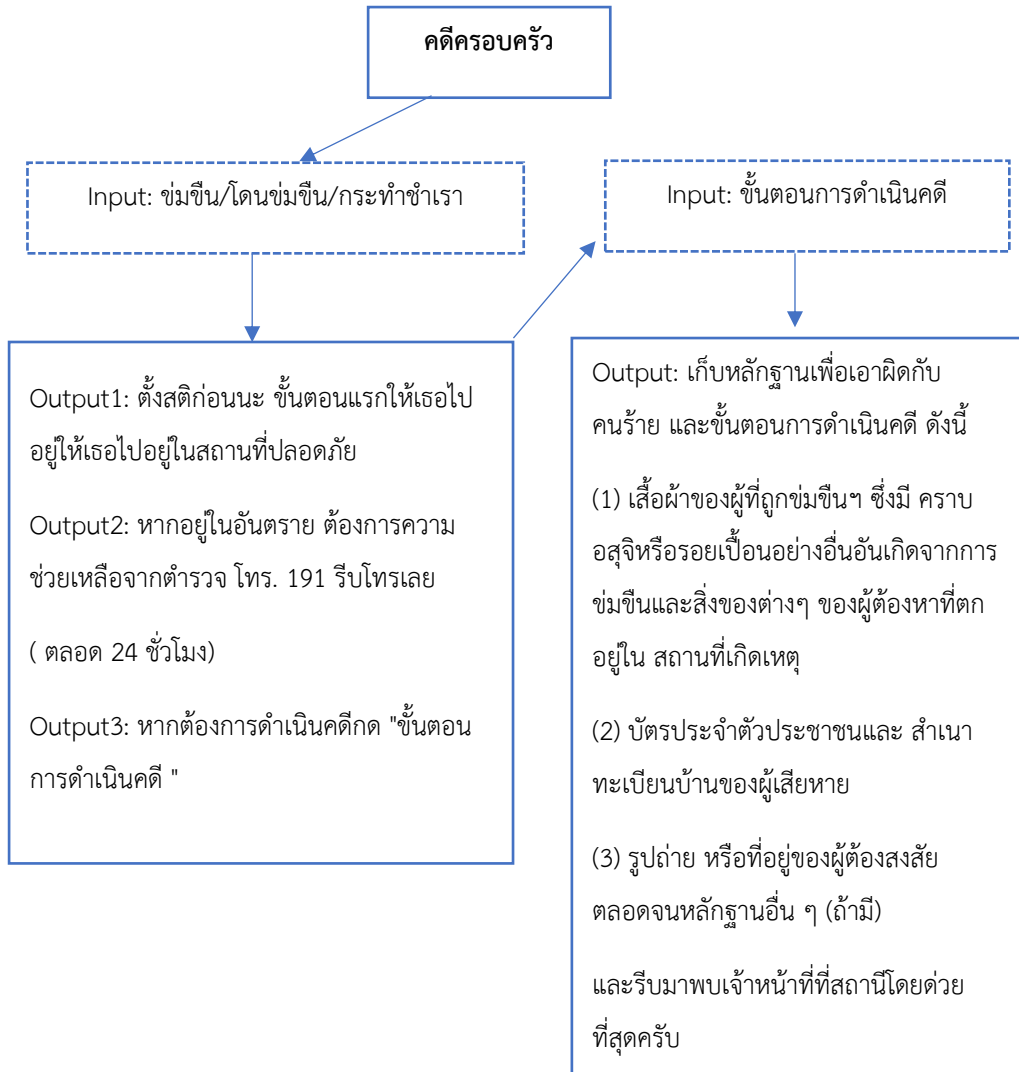 คดีครอบครัว
Input: ข่มขืน/โดนข่มขืน/กระทำชำเรา
Output1: ตั้งสติก่อนนะ ขั้นตอนแรกให้เธอไป
อยู่ให้เธอไปอยู่ในสถานที่ปลอดภัย
Output2: หากอยู่ในอันตราย ต้องการความ
ช่วยเหลือจากตำรวจ โทร. 191 รีบโทรเลย
( ตลอด 24 ชั่วโมง)
Output3: หากต้องการดำเนินคดีกด "ขั้นตอน
การดำเนินคดี "
Input: ขั้นตอนการดำเนินคดี
Output: เก็บหลักฐานเพื่อเอาผิดกับ
คนร้าย และขั้นตอนการดำเนินคดี ดังนี้
(1) เสื้อผ้าของผู้ที่ถูกข่มขืนฯ ซึ่งมี คราบ
อสุจิหรือรอยเปื้อนอย่างอื่นอันเกิดจากการ
ข่มขืนและสิ่งของต่างๆ ของผู้ต้องหาที่ตก
อยู่ใน สถานที่เกิดเหตุ
(2) บัตรประจำตัวประชาชนและ สำเนา
ทะเบียนบ้านของผู้เสียหาย
(3) รูปถ่าย หรือที่อยู่ของผู้ต้องสงสัย
ตลอดจนหลักฐานอื่น ๆ (ถ้ามี)
และรีบมาพบเจ้าหน้าที่ที่สถานีโดยด่วย
ที่สุดครับ